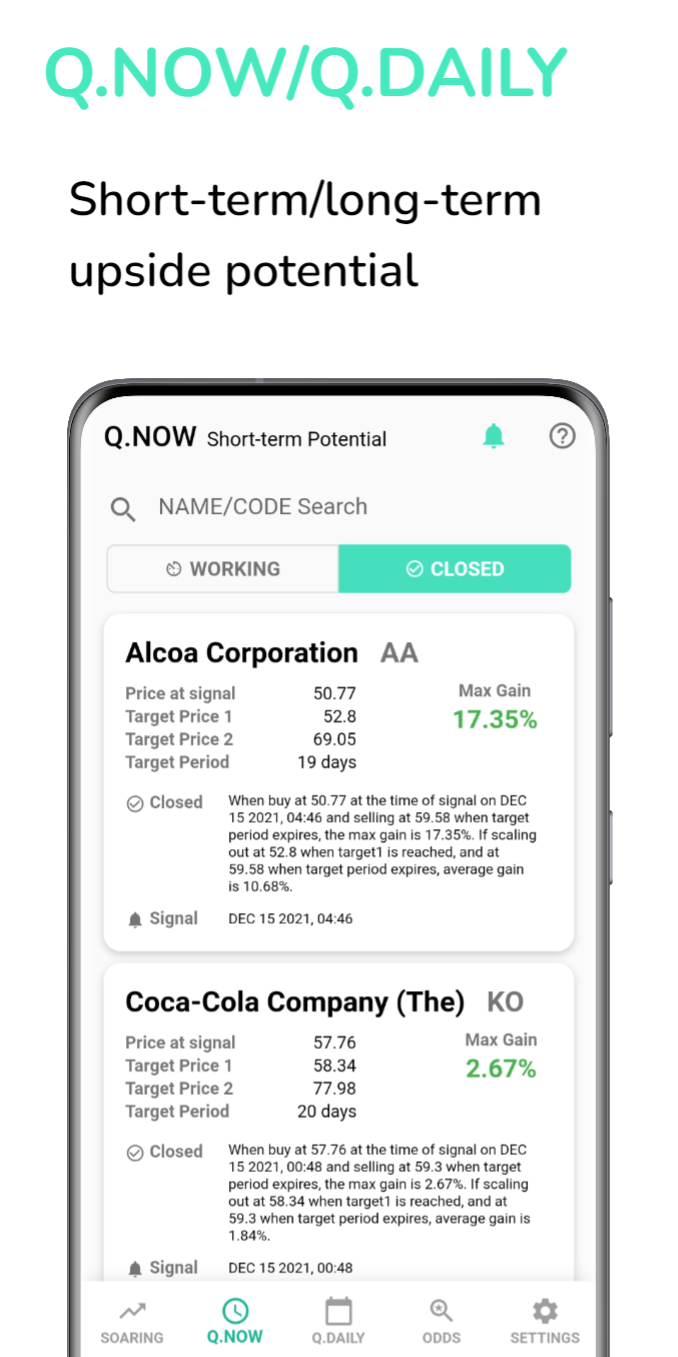 Q.NOW/Q.DAILY
Short-term/long-term
upside potential
Q.NOW Short-term Potential
NAME/CODE Search
WORKING CLOSED
Alcoa Corporation AA
Price at signal 50.77 Max Gain
Target Price 1 52.8 17.35%
Target Price 2 69.05
Target Period 19 days
Closed When buy at 50.77 at the time of signal on DEC
15 2021, 04:46 and selling at 59.58 when target
period expires, the max gain is 17.35%. If scaling
out at 52.8 when target1 is reached, and at
59.58 when target period expires, average gain
is 10.68%.
Signal DEC 15 2021, 04:46
Coca-Cola Company (The) KO
Price at signal 57.76 Max Gain
Target Price 1 58.34 2.67%
Target Price 2 77.98
Target Period 20 days
Closed When buy at 57.76 at the time of signal on DEC
15 2021, 00:48 and selling at 59.3 when target
period expires, the max gain is 2.67%. If scaling
out at 58.34 when target1 is reached, and at
59.3 when target period expires, average gain is
1.84%.
Signal DEC 15 2021, 00:48
SOARING Q.NOW Q.DAILY ODDS SETTINGS